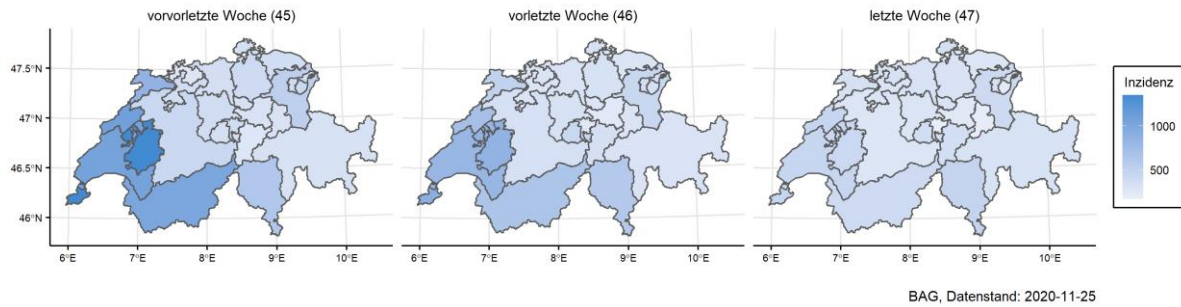 vorvorletzte Woche (45)
vorletzte Woche (46)
letzte Woche (47)
47.5°N
47°N
46.5°N
46°N
6°E 7°E 8°E 9°E 10°E
6°E 7°E 8°E 9°E 10°E
6°E 7°E 8°E 9°E 10°E
Inzidenz
1000
500
BAG, Datenstand: 2020-11-25